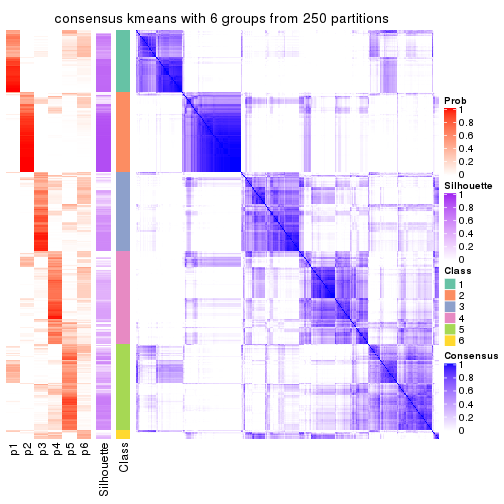 consensus kmeans with 6 groups from 250 partitions
Prob
1
0.8
0.6
0.4
0.2
0
Silhouette
1
0.8
0.6
0.4
0.2
0
Class
1
2
3
4
5
6
Consensus
1
0.8
0.6
0.4
0.2
0
p1
p2
p3
p4
p5
p6
Silhouette
Class